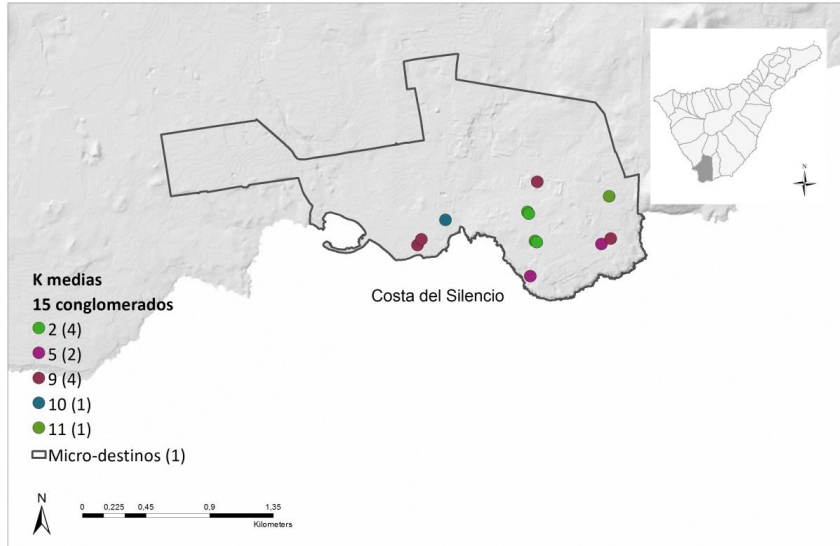 Costa del Silencio
K medias
15 conglomerados
2 (4)
5 (2)
9 (4)
10 (1)
11 (1)
Micro-destinos (1)
N
0 0,225 0,45 0,9 1,35
Kilometers